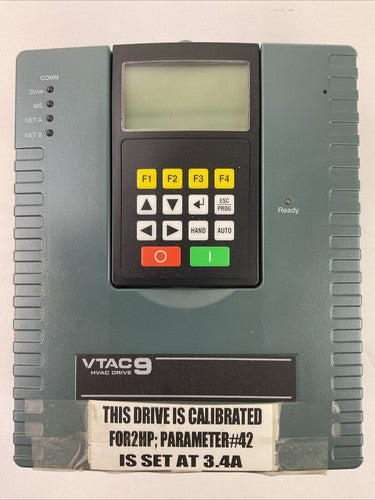 COMM
Drive
MS
NET A
NET B
F1 F2 F3 F4
ESC
PROG
HAND AUTO
O I
Ready
VTAC9
HVAC DRIVE
THIS DRIVE IS CALIBRATED
FOR2HP; PARAMETER#42
IS SET AT 3.4A